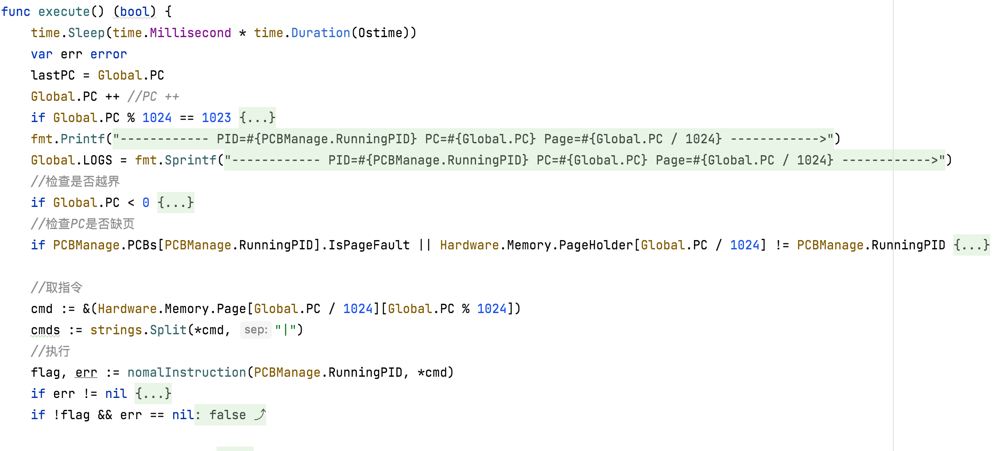 func execute() (bool) {
    time.Sleep(time.Millisecond * time.Duration(Ostime))
    var err error
    lastPC = Global.PC
    Global.PC ++ //PC ++
    if Global.PC % 1024 == 1023 {...}
    fmt.Printf("------------ PID=#{PCBManage.RunningPID} PC=#{Global.PC} Page=#{Global.PC / 1024} ------------>")
    Global.LOGS = fmt.Sprintf("------------ PID=#{PCBManage.RunningPID} PC=#{Global.PC} Page=#{Global.PC / 1024} ------------>")
    //检查是否越界
    if Global.PC < 0 {...}
    //检查PC是否缺页
    if PCBManage.PCBs[PCBManage.RunningPID].IsPageFault || Hardware.Memory.PageHolder[Global.PC / 1024] != PCBManage.RunningPID {...}
    //取指令
    cmd := &(Hardware.Memory.Page[Global.PC / 1024][Global.PC % 1024])
    cmds := strings.Split(*cmd, sep: "|")
    //执行
    flag, err := nomalInstruction(PCBManage.RunningPID, *cmd)
    if err != nil {...}
    if !flag && err == nil: false ⤴